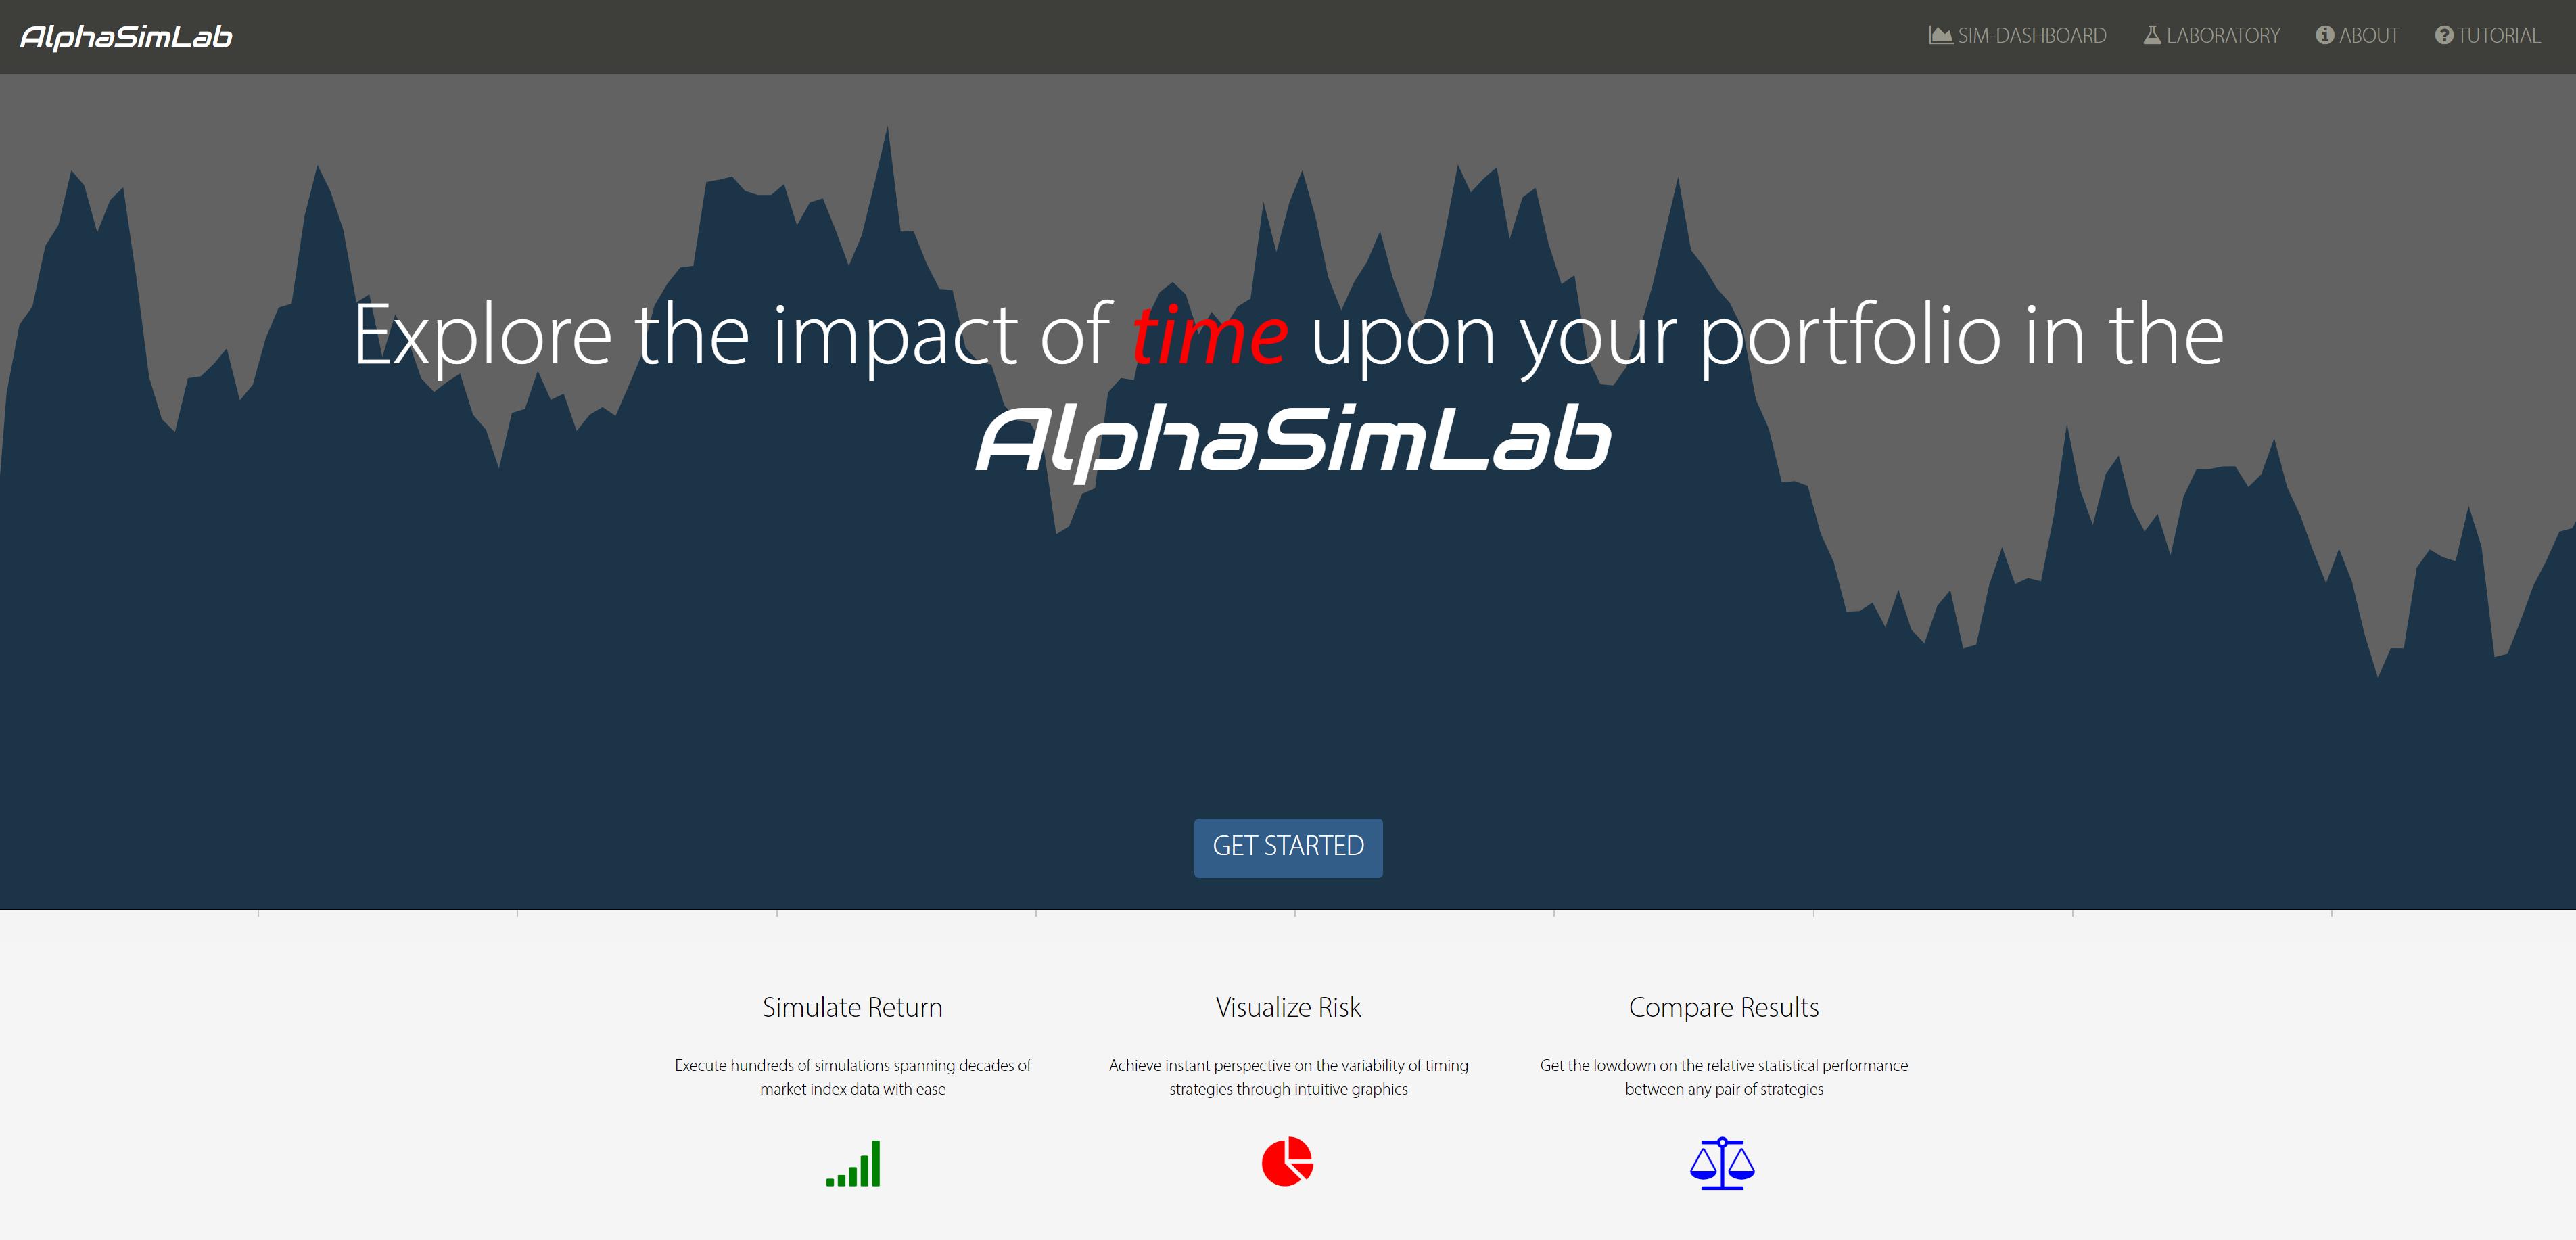 AlphaSimLab
SIM-DASHBOARD LABORATORY ABOUT TUTORIAL
Explore the impact of time upon your portfolio in the
AlphaSimLab
GET STARTED
Simulate Return
Execute hundreds of simulations spanning decades of
market index data with ease
Visualize Risk
Achieve instant perspective on the variability of timing
strategies through intuitive graphics
Compare Results
Get the lowdown on the relative statistical performance
between any pair of strategies